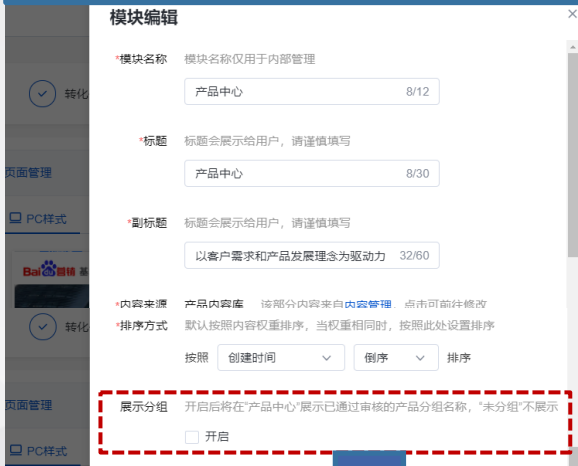 模块编辑
*模块名称 模块名称仅用于内部管理
产品中心 8/12
转化
*标题 标题会展示给用户，请谨慎填写
页面管理
产品中心 8/30
PC样式
*副标题 标题会展示给用户，请谨慎填写
以客户需求和产品发展理念为驱动力 32/60
Bai 营销 基
*内容来源 产品内容库 该部分内容来自内容管理，点击可前往修改
转化
*排序方式 默认按照内容权重排序，当权重相同时，按照此处设置排序
按照 创建时间 倒序 排序
页面管理
展示分组 开启后将在"产品中心"展示已通过审核的产品分组名称，"未分组"不展示
开启
PC样式